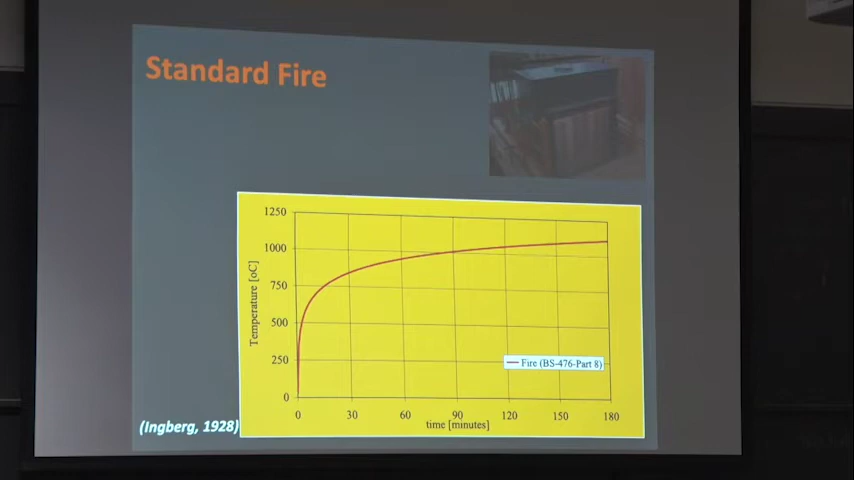 Standard Fire
1250
1000
750
500
250
0
Temperature [oC]
Fire (BS-476-Part 8)
0 30 60 90 120 150 180
time [minutes]
(Ingberg, 1928)